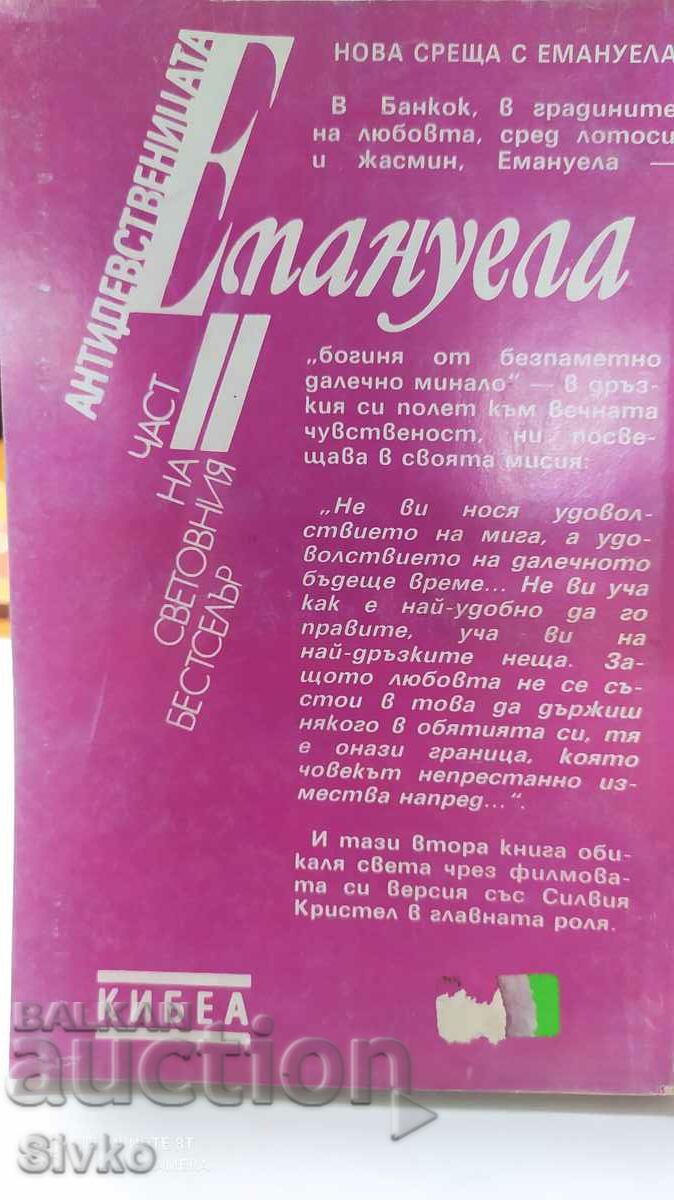 НОВА СРЕЩА С ЕМАНУЕЛА
В Банкок, в градините
на любовта, сред лотоси
и жасмин, Емануела —
АНТИДЕВСТВЕНИЦАТА
Емануела
II
ЧАСТ
НА
СВЕТОВНИЯ
БЕСТСЕЛЪР
„богиня от безпаметно
далечно минало“ — в дръз-
кия си полет към вечната
чувственост, ни посве-
щава в своята мисия:
„Не ви нося удовол-
ствието на мига, а удо-
волствието на далечното
бъдеще време... Не ви уча
как е най-удобно да го
правите, уча ви на
най-дръзките неща. За-
щото любовта не се съ-
стои в това да държиш
някого в обятията си, тя
е онази граница, която
човекът непрестанно из-
мества напред...“.
И тази втора книга оби-
каля света чрез филмова-
та си версия със Силвия
Кристел в главната роля.
КИБЕА
BALKAN
auction
Sivko